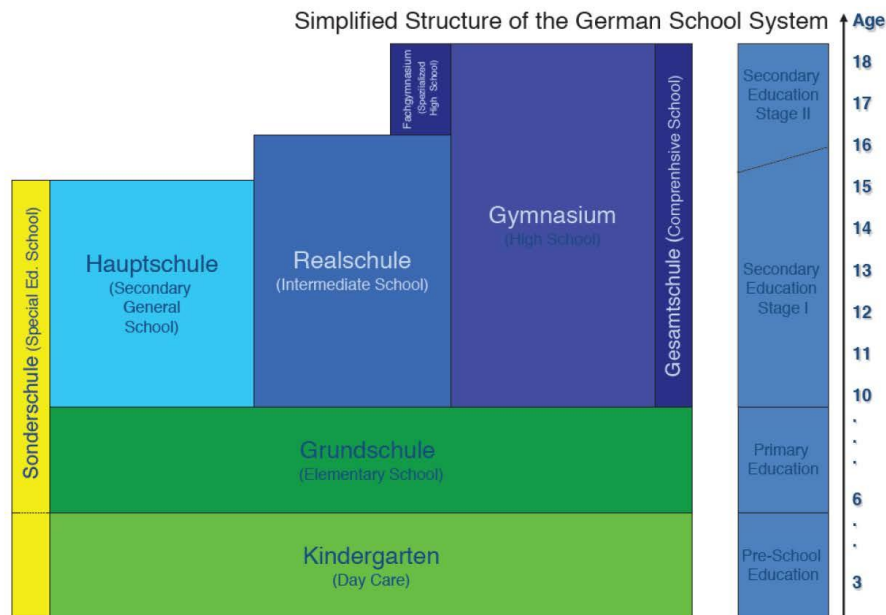 Simplified Structure of the German School System
Age
Fachgymnasium
(Speziialized
High School)
Secondary
Education
Stage II
18
17
16
15
14
13
12
11
10
.
.
.
6
.
.
3
Sonderschule (Special Ed. School)
Hauptschule
(Secondary
General
School)
Realschule
(Intermediate School)
Gymnasium
(High School)
Gesamtschule (Comprenhsive School)
Secondary
Education
Stage I
Grundschule
(Elementary School)
Primary
Education
Kindergarten
(Day Care)
Pre-School
Education